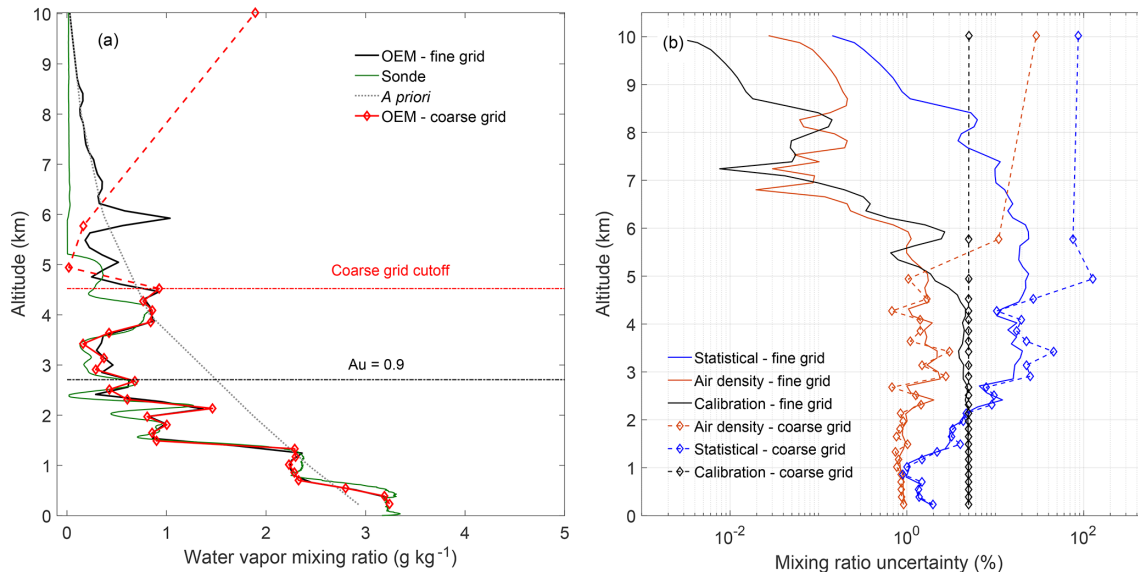 (a)
OEM - fine grid
Sonde
A priori
OEM - coarse grid
Coarse grid cutoff
Au = 0.9
10
9
8
7
6
5
4
3
2
1
0
Altitude (km)
0 1 2 3 4 5
Water vapor mixing ratio (g kg-1)
(b)
Statistical - fine grid
Air density - fine grid
Calibration - fine grid
Air density - coarse grid
Statistical - coarse grid
Calibration - coarse grid
10
9
8
7
6
5
4
3
2
1
0
Altitude (km)
10-2 100 102
Mixing ratio uncertainty (%)